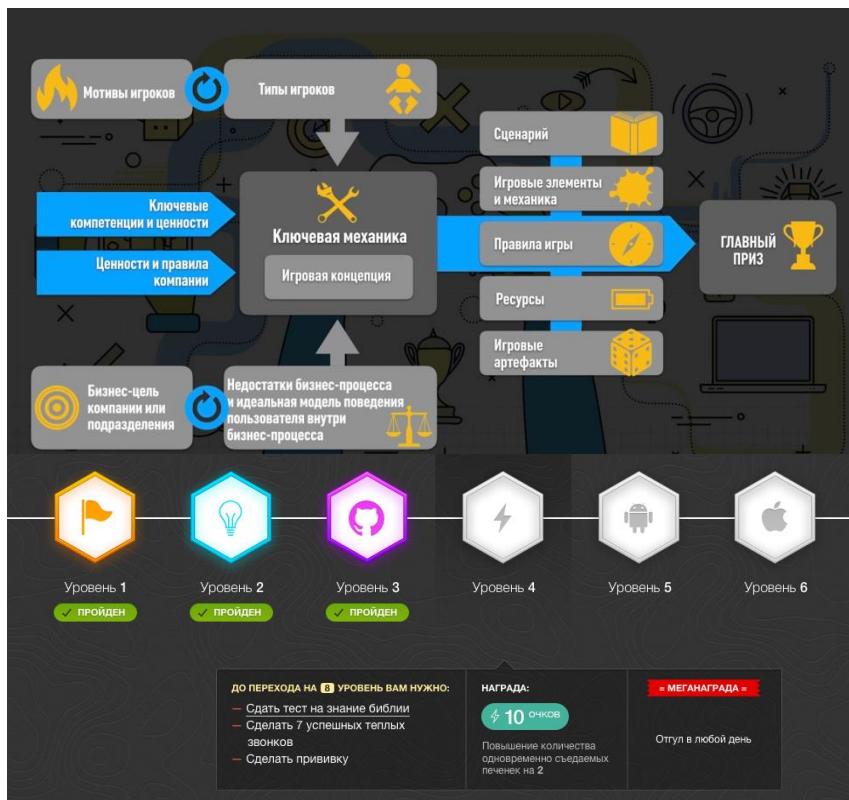 Мотивы игроков
Типы игроков
Сценарий
Игровые элементы
и механика
Ключевые
компетенции и ценности
Ценности и правила
компании
Ключевая механика
Игровая концепция
Правила игры
ГЛАВНЫЙ
ПРИЗ
Ресурсы
Игровые
артефакты
Бизнес-цель
компании или
подразделения
Недостатки бизнес-процесса
и идеальная модель поведения
пользователя внутри
бизнес-процесса
Уровень 1
Уровень 2
Уровень 3
Уровень 4
Уровень 5
Уровень 6
ПРОЙДЕН
ПРОЙДЕН
ПРОЙДЕН
ДО ПЕРЕХОДА НА 8 УРОВЕНЬ ВАМ НУЖНО:
— Сдать тест на знание библии
— Сделать 7 успешных теплых
звонков
— Сделать прививку
НАГРАДА:
10 ОЧКОВ
Повышение количества
одновременно съедаемых
печенек на 2
= МЕГАНАГРАДА =
Отгул в любой день